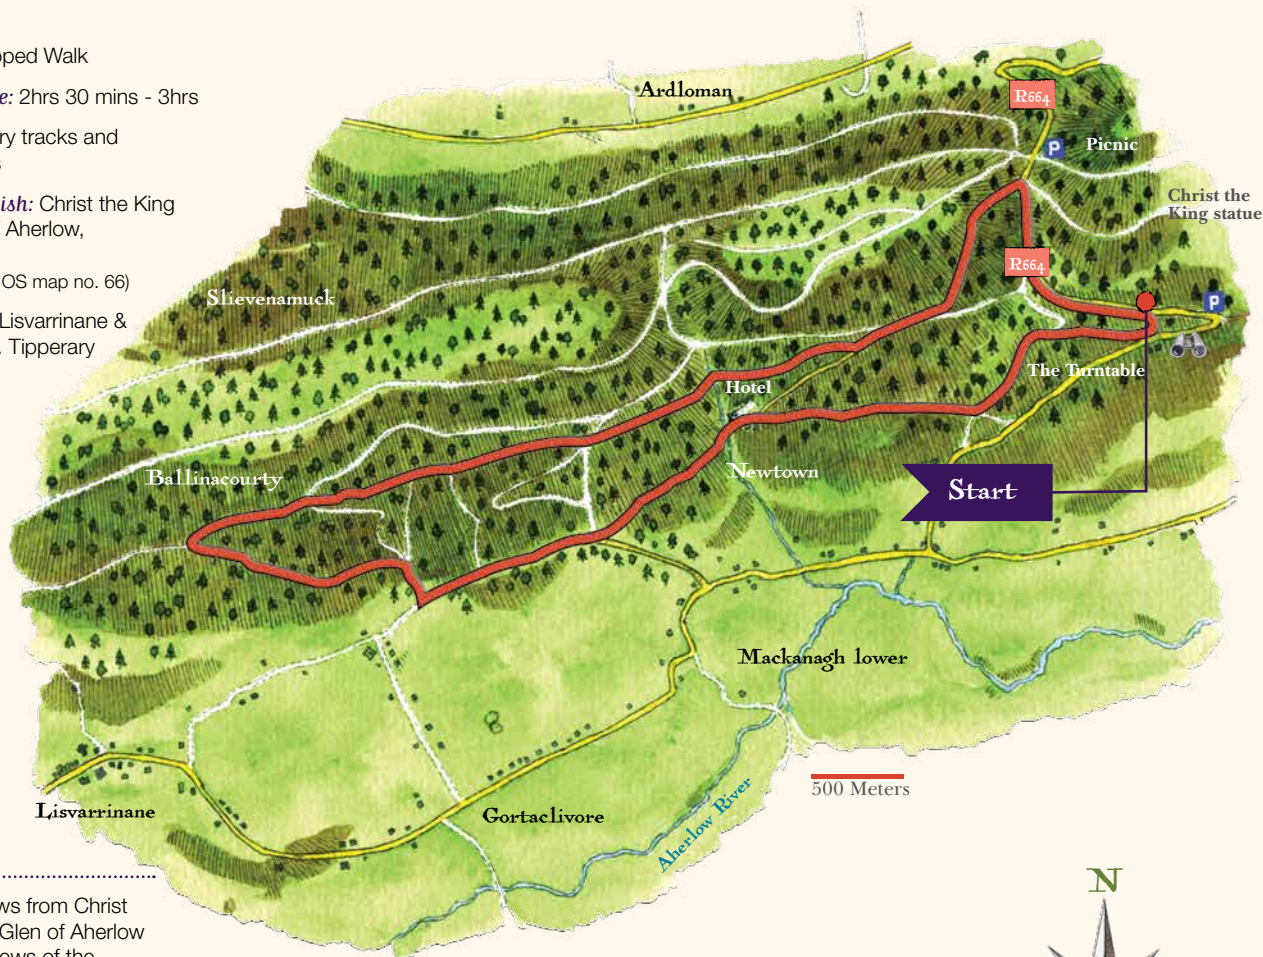 pped Walk
e: 2hrs 30 mins - 3hrs
ry tracks and
s
ish: Christ the King
Aherlow,
OS map no. 66)
Lisvarrinane &
. Tipperary
Ardloman
R664
P
Picnic
Christ the
King statue
R664
Slievenamuck
P
The Turntable
Hotel
Ballinacourty
Newtown
Start
Mackanagh lower
500 Meters
Lisvarrinane
Gortaclivore
Aherlow River
N
ws from Christ
Glen of Aherlow